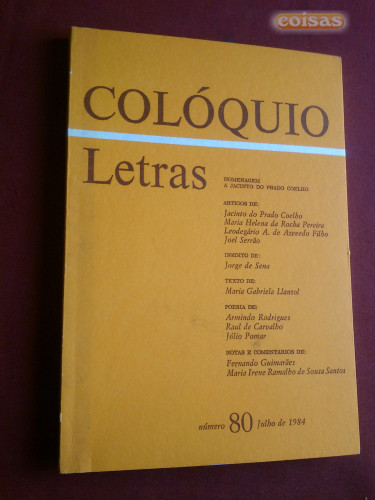 coisas
COLÓQUIO
Letras
HOMENAGEM
A JACINTO DO PRADO COELHO
ARTIGOS DE:
Jacinto do Prado Coelho
Maria Helena da Rocha Pereira
Leodegário A. de Azevedo Filho
Joel Serrão
INÉDITO DE:
Jorge de Sena
TEXTO DE:
Maria Gabriela Llansol
POESIA DE:
Armindo Rodrigues
Raul de Carvalho
Júlio Pomar
NOTAS E COMENTÁRIOS DE:
Fernando Guimarães
Maria Irene Ramalho de Sousa Santos
número 80 Julho de 1984